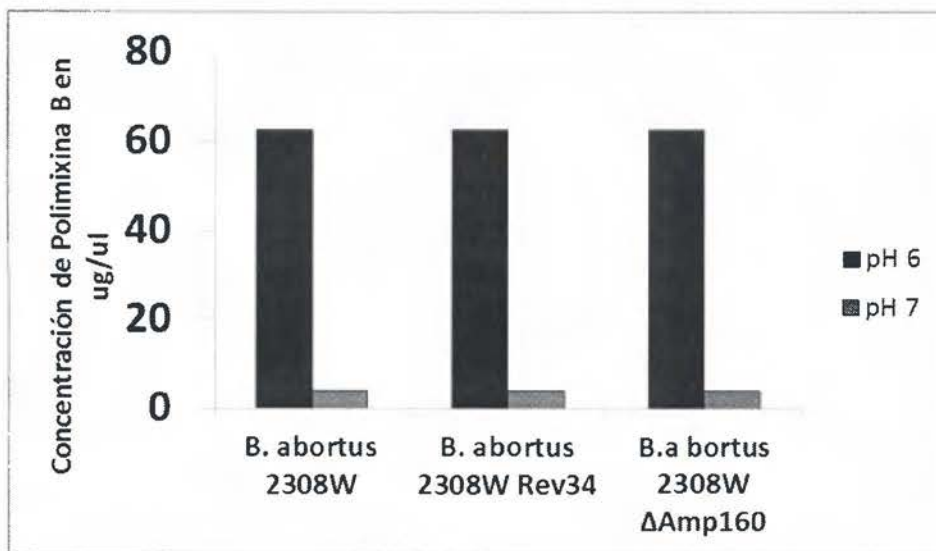 Concentración de Polimixina B en
ug/ul
80
60
40
20
0
B. abortus
2308W
B. abortus
2308W Rev34
B.a bortus
2308W
ΔAmp160
pH 6
pH 7